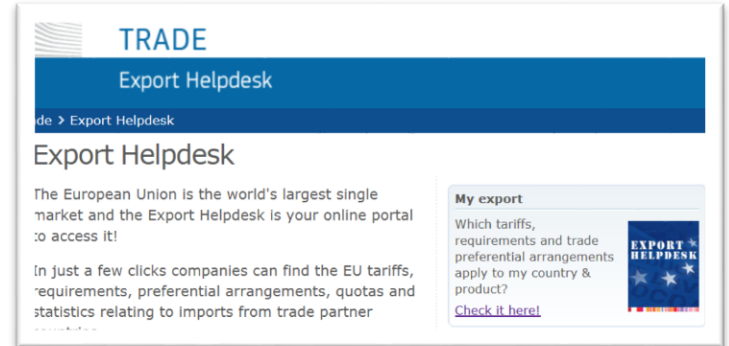 TRADE
Export Helpdesk
de > Export Helpdesk
Export Helpdesk
The European Union is the world's largest single
market and the Export Helpdesk is your online portal
to access it!
In just a few clicks companies can find the EU tariffs,
requirements, preferential arrangements, quotas and
statistics relating to imports from trade partner
My export
Which tariffs,
requirements and trade
preferential arrangements
apply to my country &
product?
Check it here!
EXPORT
HELPDESK